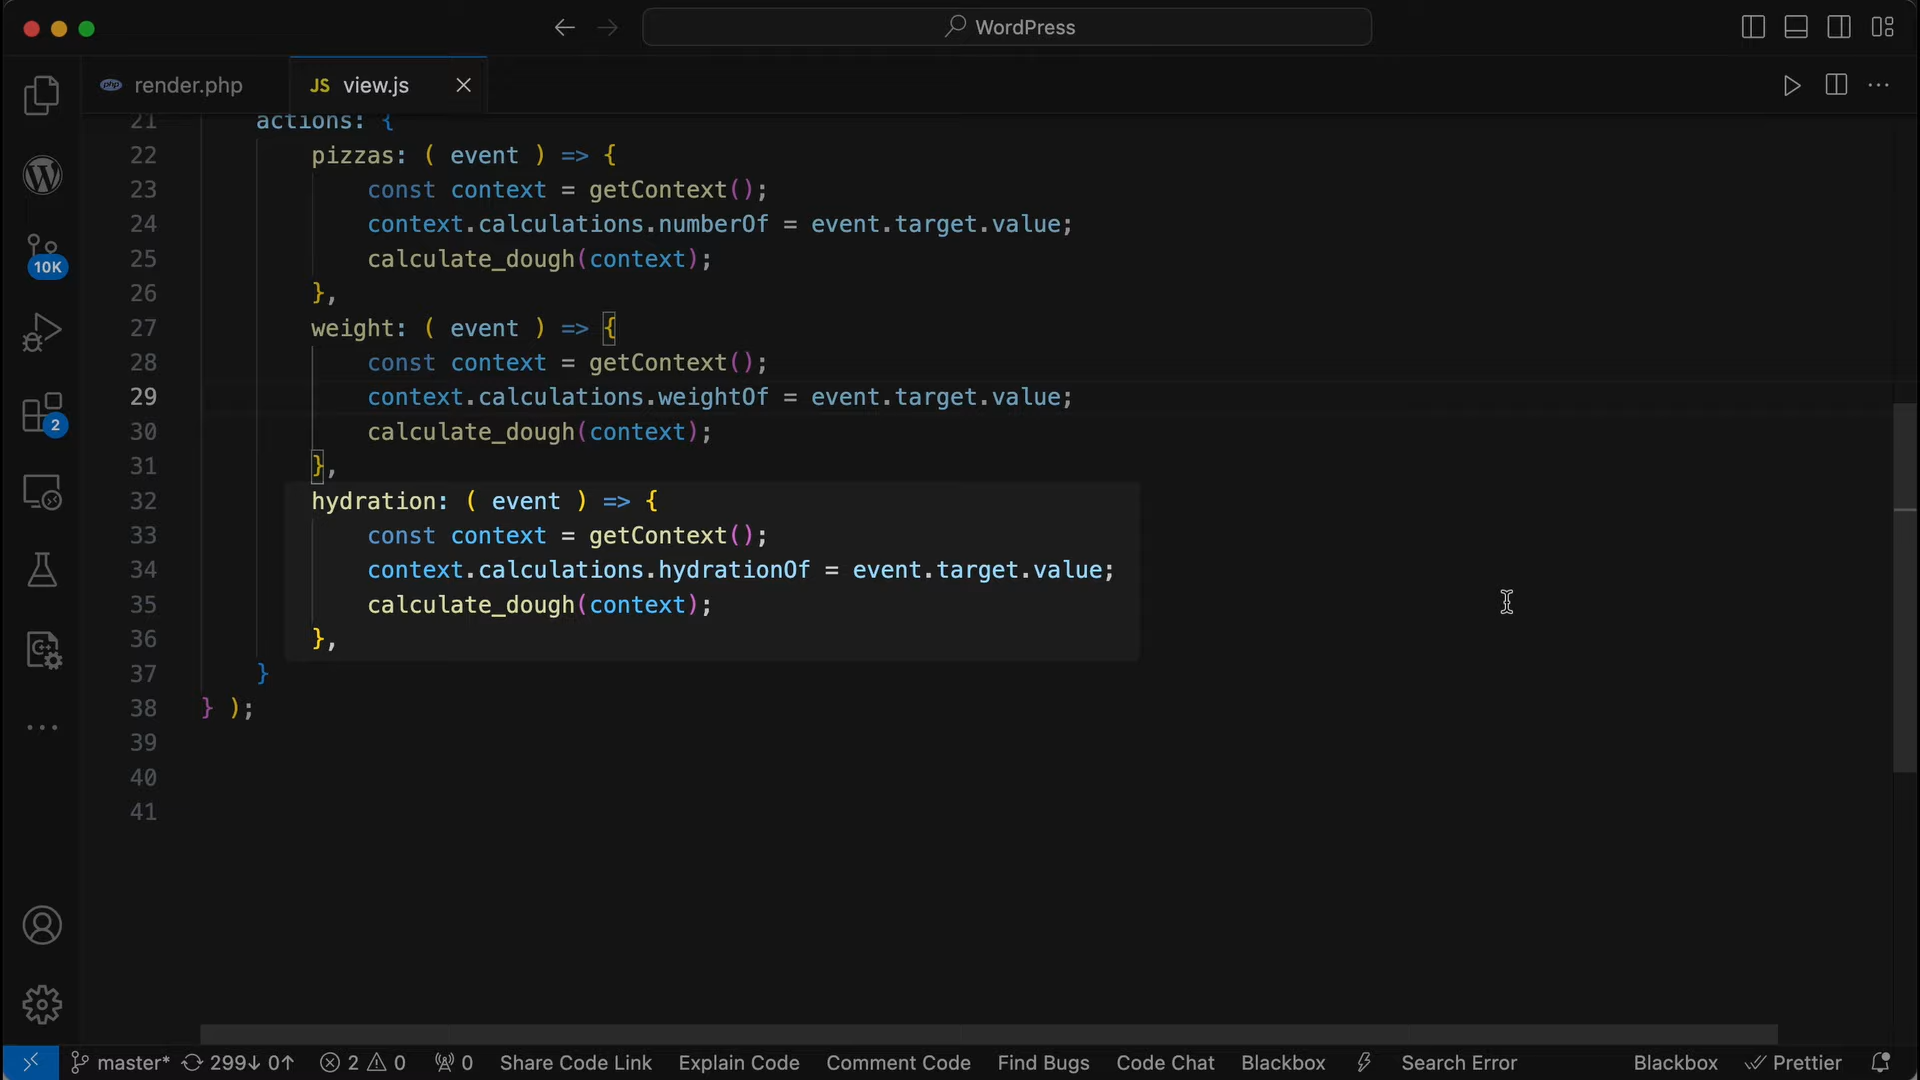 WordPress
render.php
JS view.js
21 actions: {
22 pizzas: ( event ) => {
23 const context = getContext();
24 context.calculations.numberOf = event.target.value;
25 calculate_dough(context);
26 },
27 weight: ( event ) => {
28 const context = getContext();
29 context.calculations.weightOf = event.target.value;
30 calculate_dough(context);
31 },
32 hydration: ( event ) => {
33 const context = getContext();
34 context.calculations.hydrationOf = event.target.value;
35 calculate_dough(context);
36 },
37 }
38 } );
39
40
41
10K
2
master* 299↓ 0↑ 2 0 0 Share Code Link Explain Code Comment Code Find Bugs Code Chat Blackbox Search Error Blackbox Prettier